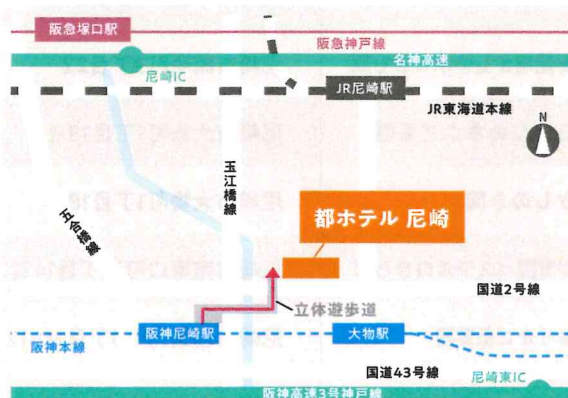 阪急塚口駅
阪急神戸線
名神高速
尼崎IC
JR尼崎駅
JR東海道本線
N
玉江橋線
五合橋線
都ホテル 尼崎
国道2号線
立体遊歩道
阪神尼崎駅
大物駅
阪神本線
国道43号線
尼崎東IC
阪神高速3号神戸線